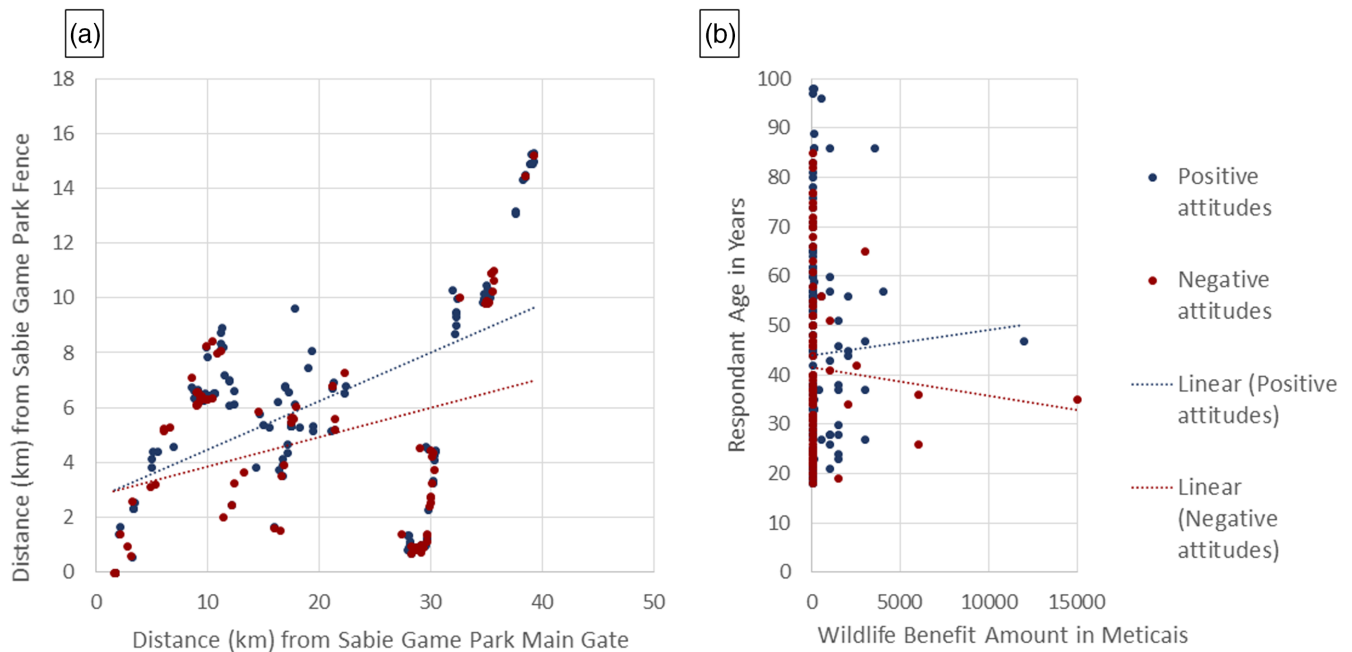 (a)
18
16
14
12
10
8
6
4
2
0
0 10 20 30 40 50
Distance (km) from Sabie Game Park Fence
Distance (km) from Sabie Game Park Main Gate
(b)
100
90
80
70
60
50
40
30
20
10
0
0 5000 10000 15000
Respondant Age in Years
Wildlife Benefit Amount in Meticais
Positive
attitudes
Negative
attitudes
Linear (Positive
attitudes)
Linear
(Negative
attitudes)